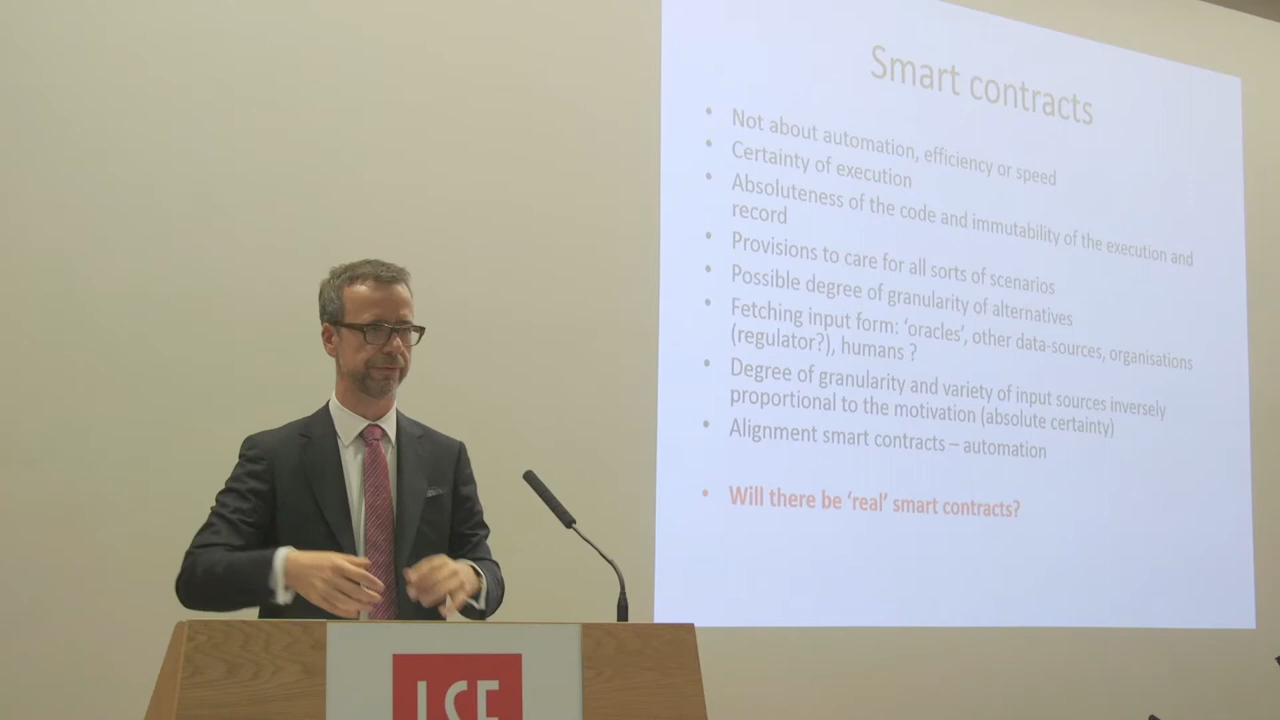 Smart contracts
• Not about automation, efficiency or speed
• Certainty of execution
• Absoluteness of the code and immutability of the execution and
record
• Provisions to care for all sorts of scenarios
• Possible degree of granularity of alternatives
• Fetching input form: ‘oracles’, other data-sources, organisations
(regulator?), humans ?
• Degree of granularity and variety of input sources inversely
proportional to the motivation (absolute certainty)
• Alignment smart contracts – automation
• Will there be ‘real’ smart contracts?
LSE